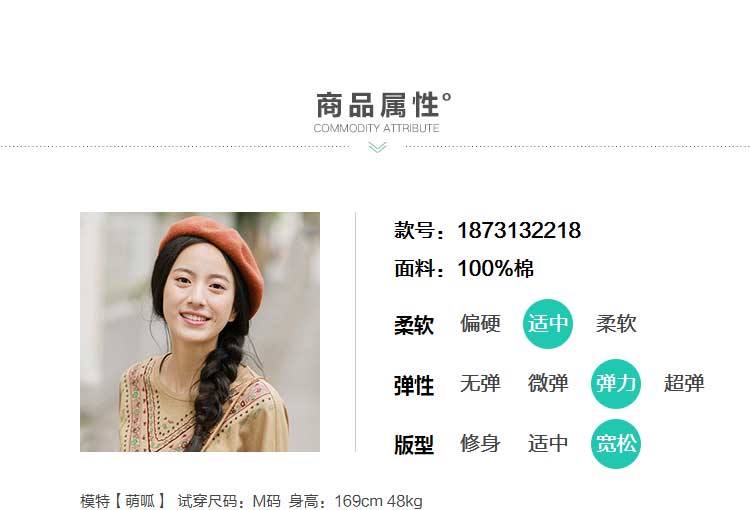 商品属性°
COMMODITY ATTRIBUTE
款号：1873132218
面料：100%棉
柔软 偏硬 适中 柔软
弹性 无弹 微弹 弹力 超弹
版型 修身 适中 宽松
模特【萌呱】 试穿尺码：M码 身高：169cm 48kg